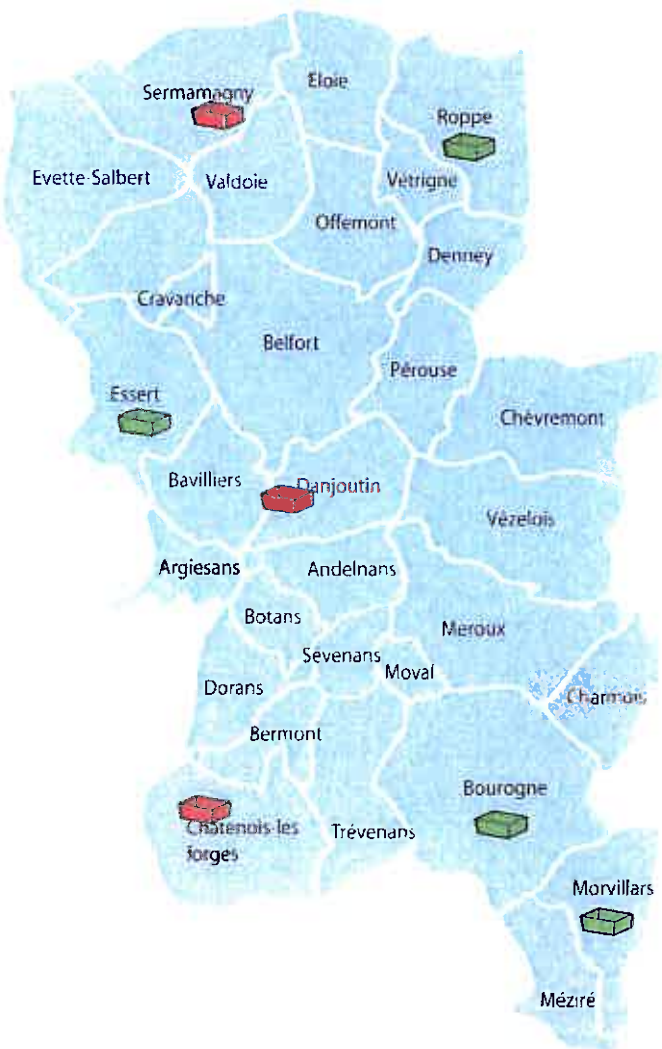 Eloie
Sermamagny
Roppe
Evette-Salbert
Valdoie
Vétrigne
Offemont
Denney
Cravanche
Belfort
Pérouse
Essert
Chèvremont
Bavilliers
Danjoutin
Vézelois
Argiesans
Andelnans
Botans
Meroux
Sévenans
Moval
Dorans
Charmois
Bermont
Bourogne
Châtenois-les
forges
Trévenans
Morvillars
Méziré